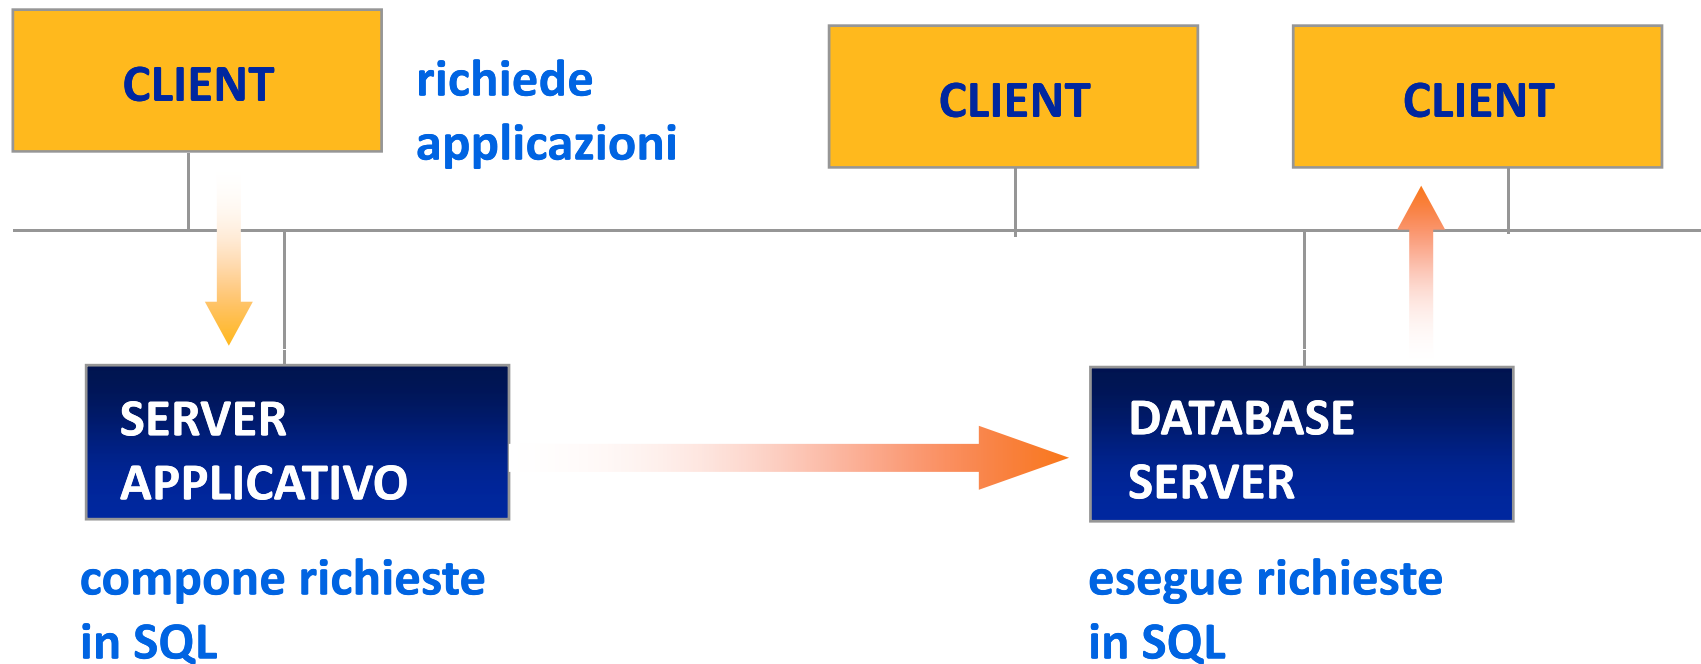 CLIENT
richiede
applicazioni
CLIENT
CLIENT
SERVER
APPLICATIVO
DATABASE
SERVER
compone richieste
in SQL
esegue richieste
in SQL